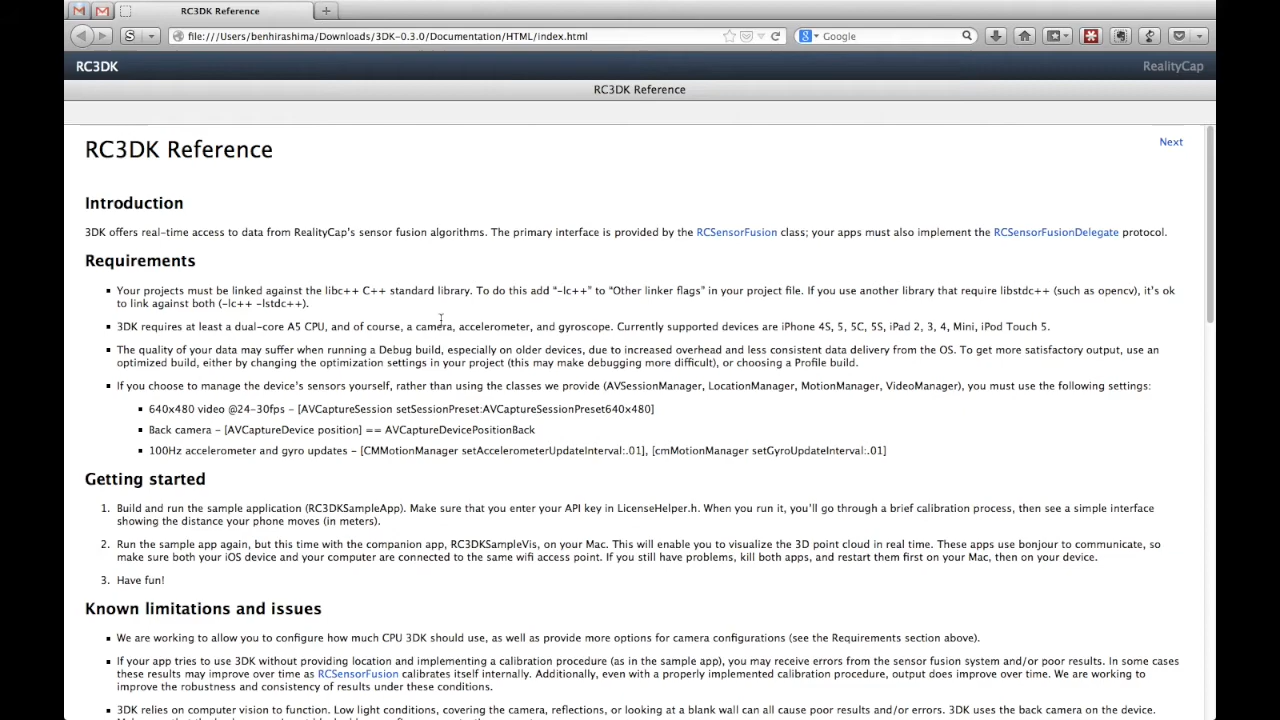 RC3DK Reference
file:///Users/benhirashima/Downloads/3DK-0.3.0/Documentation/HTML/index.html
Google
RC3DK
RealityCap
RC3DK Reference
RC3DK Reference
Next
Introduction
3DK offers real-time access to data from RealityCap's sensor fusion algorithms. The primary interface is provided by the RCSensorFusion class; your apps must also implement the RCSensorFusionDelegate protocol.
Requirements
Your projects must be linked against the libc++ C++ standard library. To do this add "-lc++" to "Other linker flags" in your project file. If you use another library that require libstdc++ (such as opencv), it's ok
to link against both (-lc++ -lstdc++).
3DK requires at least a dual-core A5 CPU, and of course, a camera, accelerometer, and gyroscope. Currently supported devices are iPhone 4S, 5, 5C, 5S, iPad 2, 3, 4, Mini, iPod Touch 5.
The quality of your data may suffer when running a Debug build, especially on older devices, due to increased overhead and less consistent data delivery from the OS. To get more satisfactory output, use an
optimized build, either by changing the optimization settings in your project (this may make debugging more difficult), or choosing a Profile build.
If you choose to manage the device's sensors yourself, rather than using the classes we provide (AVSessionManager, LocationManager, MotionManager, VideoManager), you must use the following settings:
640x480 video @24-30fps - [AVCaptureSession setSessionPreset:AVCaptureSessionPreset640x480]
Back camera - [AVCaptureDevice position] == AVCaptureDevicePositionBack
100Hz accelerometer and gyro updates - [CMMotionManager setAccelerometerUpdateInterval:.01], [cmMotionManager setGyroUpdateInterval:.01]
Getting started
1. Build and run the sample application (RC3DKSampleApp). Make sure that you enter your API key in LicenseHelper.h. When you run it, you'll go through a brief calibration process, then see a simple interface
showing the distance your phone moves (in meters).
2. Run the sample app again, but this time with the companion app, RC3DKSampleVis, on your Mac. This will enable you to visualize the 3D point cloud in real time. These apps use bonjour to communicate, so
make sure both your iOS device and your computer are connected to the same wifi access point. If you still have problems, kill both apps, and restart them first on your Mac, then on your device.
3. Have fun!
Known limitations and issues
We are working to allow you to configure how much CPU 3DK should use, as well as provide more options for camera configurations (see the Requirements section above).
If your app tries to use 3DK without providing location and implementing a calibration procedure (as in the sample app), you may receive errors from the sensor fusion system and/or poor results. In some cases
these results may improve over time as RCSensorFusion calibrates itself internally. Additionally, even with a properly implemented calibration procedure, output does improve over time. We are working to
improve the robustness and consistency of results under these conditions.
3DK relies on computer vision to function. Low light conditions, covering the camera, reflections, or looking at a blank wall can all cause poor results and/or errors. 3DK uses the back camera on the device.